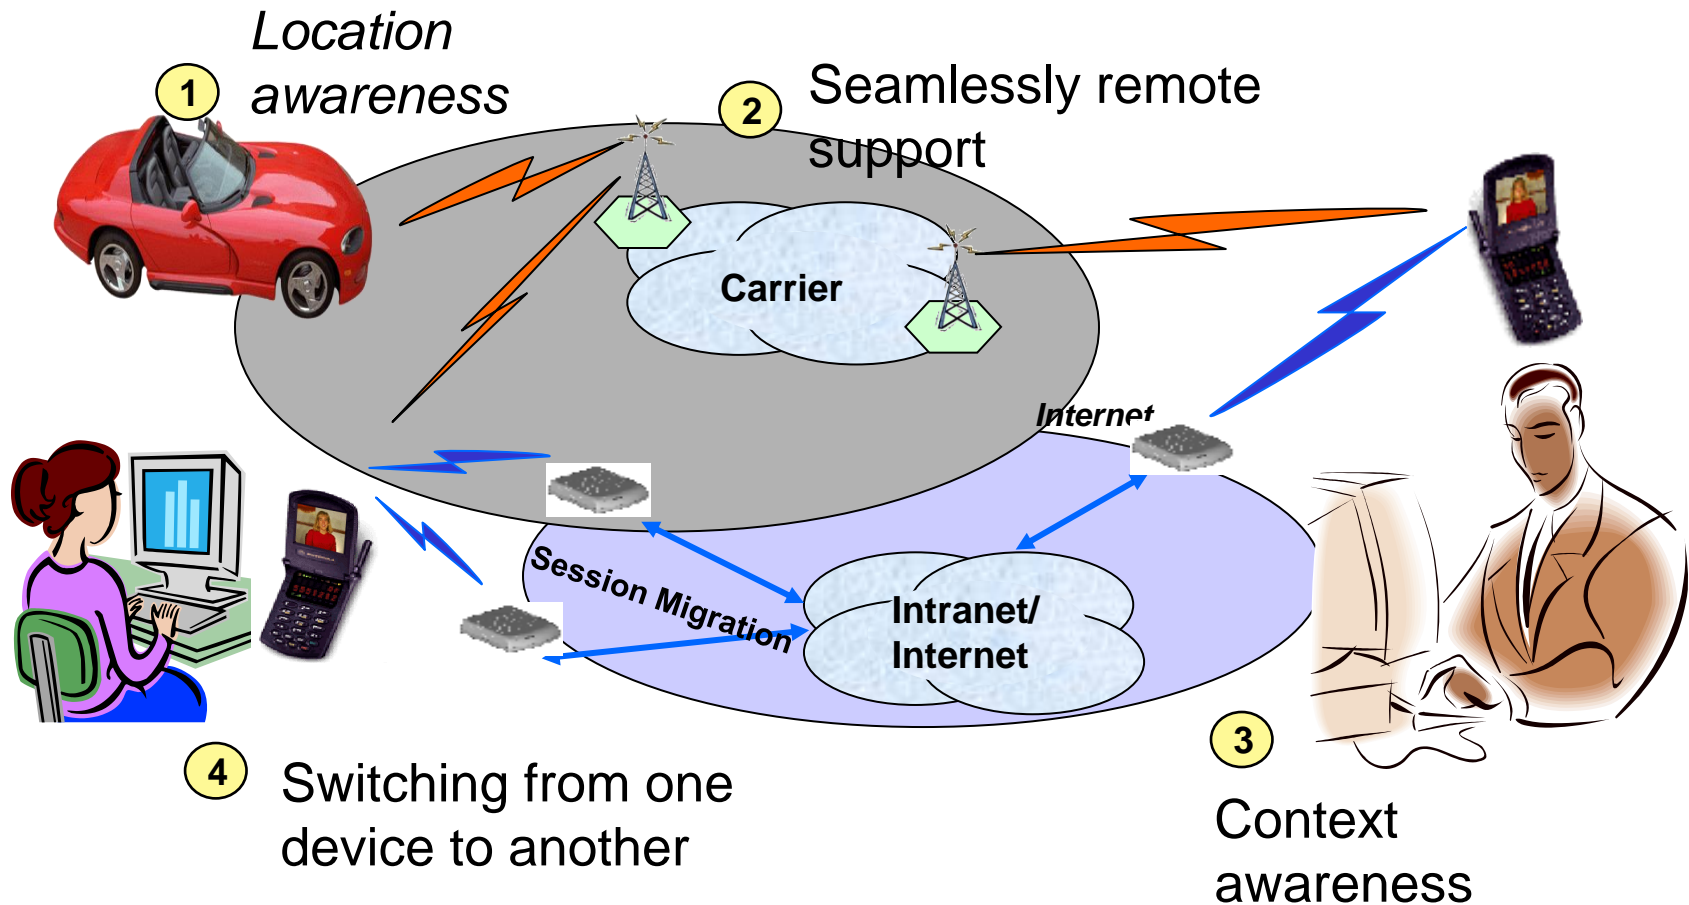 Location
awareness
1
2
Seamlessly remote
support
Carrier
Internet
Session Migration
Intranet/
Internet
3
Context
awareness
4
Switching from one
device to another